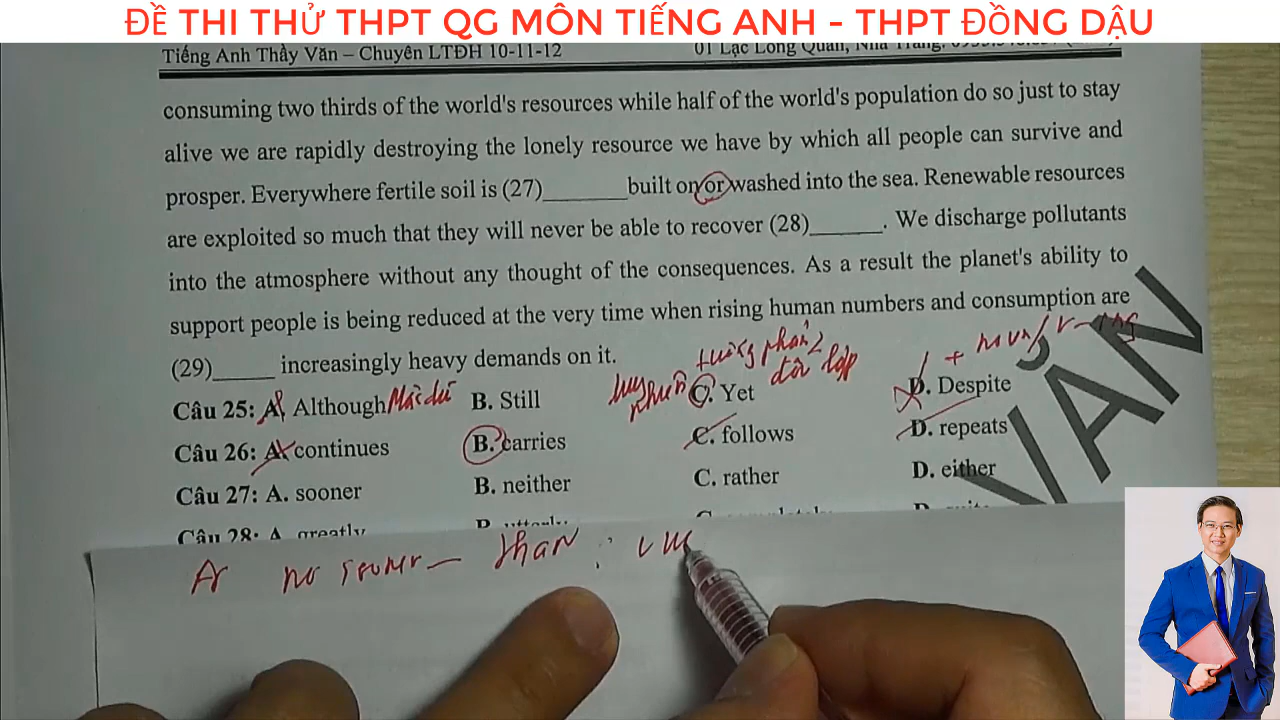 ĐỀ THI THỬ THPT QG MÔN TIẾNG ANH - THPT ĐỒNG DẬU
Tiếng Anh Thầy Văn – Chuyên LTĐH 10-11-12
01 Lạc Long Quân, Nha Trang.
consuming two thirds of the world's resources while half of the world's population do so just to stay
alive we are rapidly destroying the lonely resource we have by which all people can survive and
prosper. Everywhere fertile soil is (27)_______ built on or washed into the sea. Renewable resources
are exploited so much that they will never be able to recover (28)______. We discharge pollutants
into the atmosphere without any thought of the consequences. As a result the planet's ability to
support people is being reduced at the very time when rising human numbers and consumption are
(29)_____ increasingly heavy demands on it.
tương phản
đối lập
+ noun/V-ing
Câu 25: A. Although Mặc dù B. Still C. Yet D. Despite
Câu 26: A. continues B. carries C. follows D. repeats
Câu 27: A. sooner B. neither C. rather D. either
Câu 28: A. greatly
VĂN
A no sooner – than :